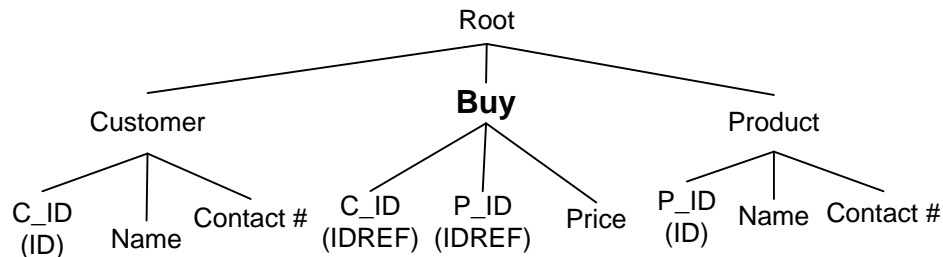 Root
Customer
Buy
Product
C_ID
(ID)
Name
Contact #
C_ID
(IDREF)
P_ID
(IDREF)
Price
P_ID
(ID)
Name
Contact #